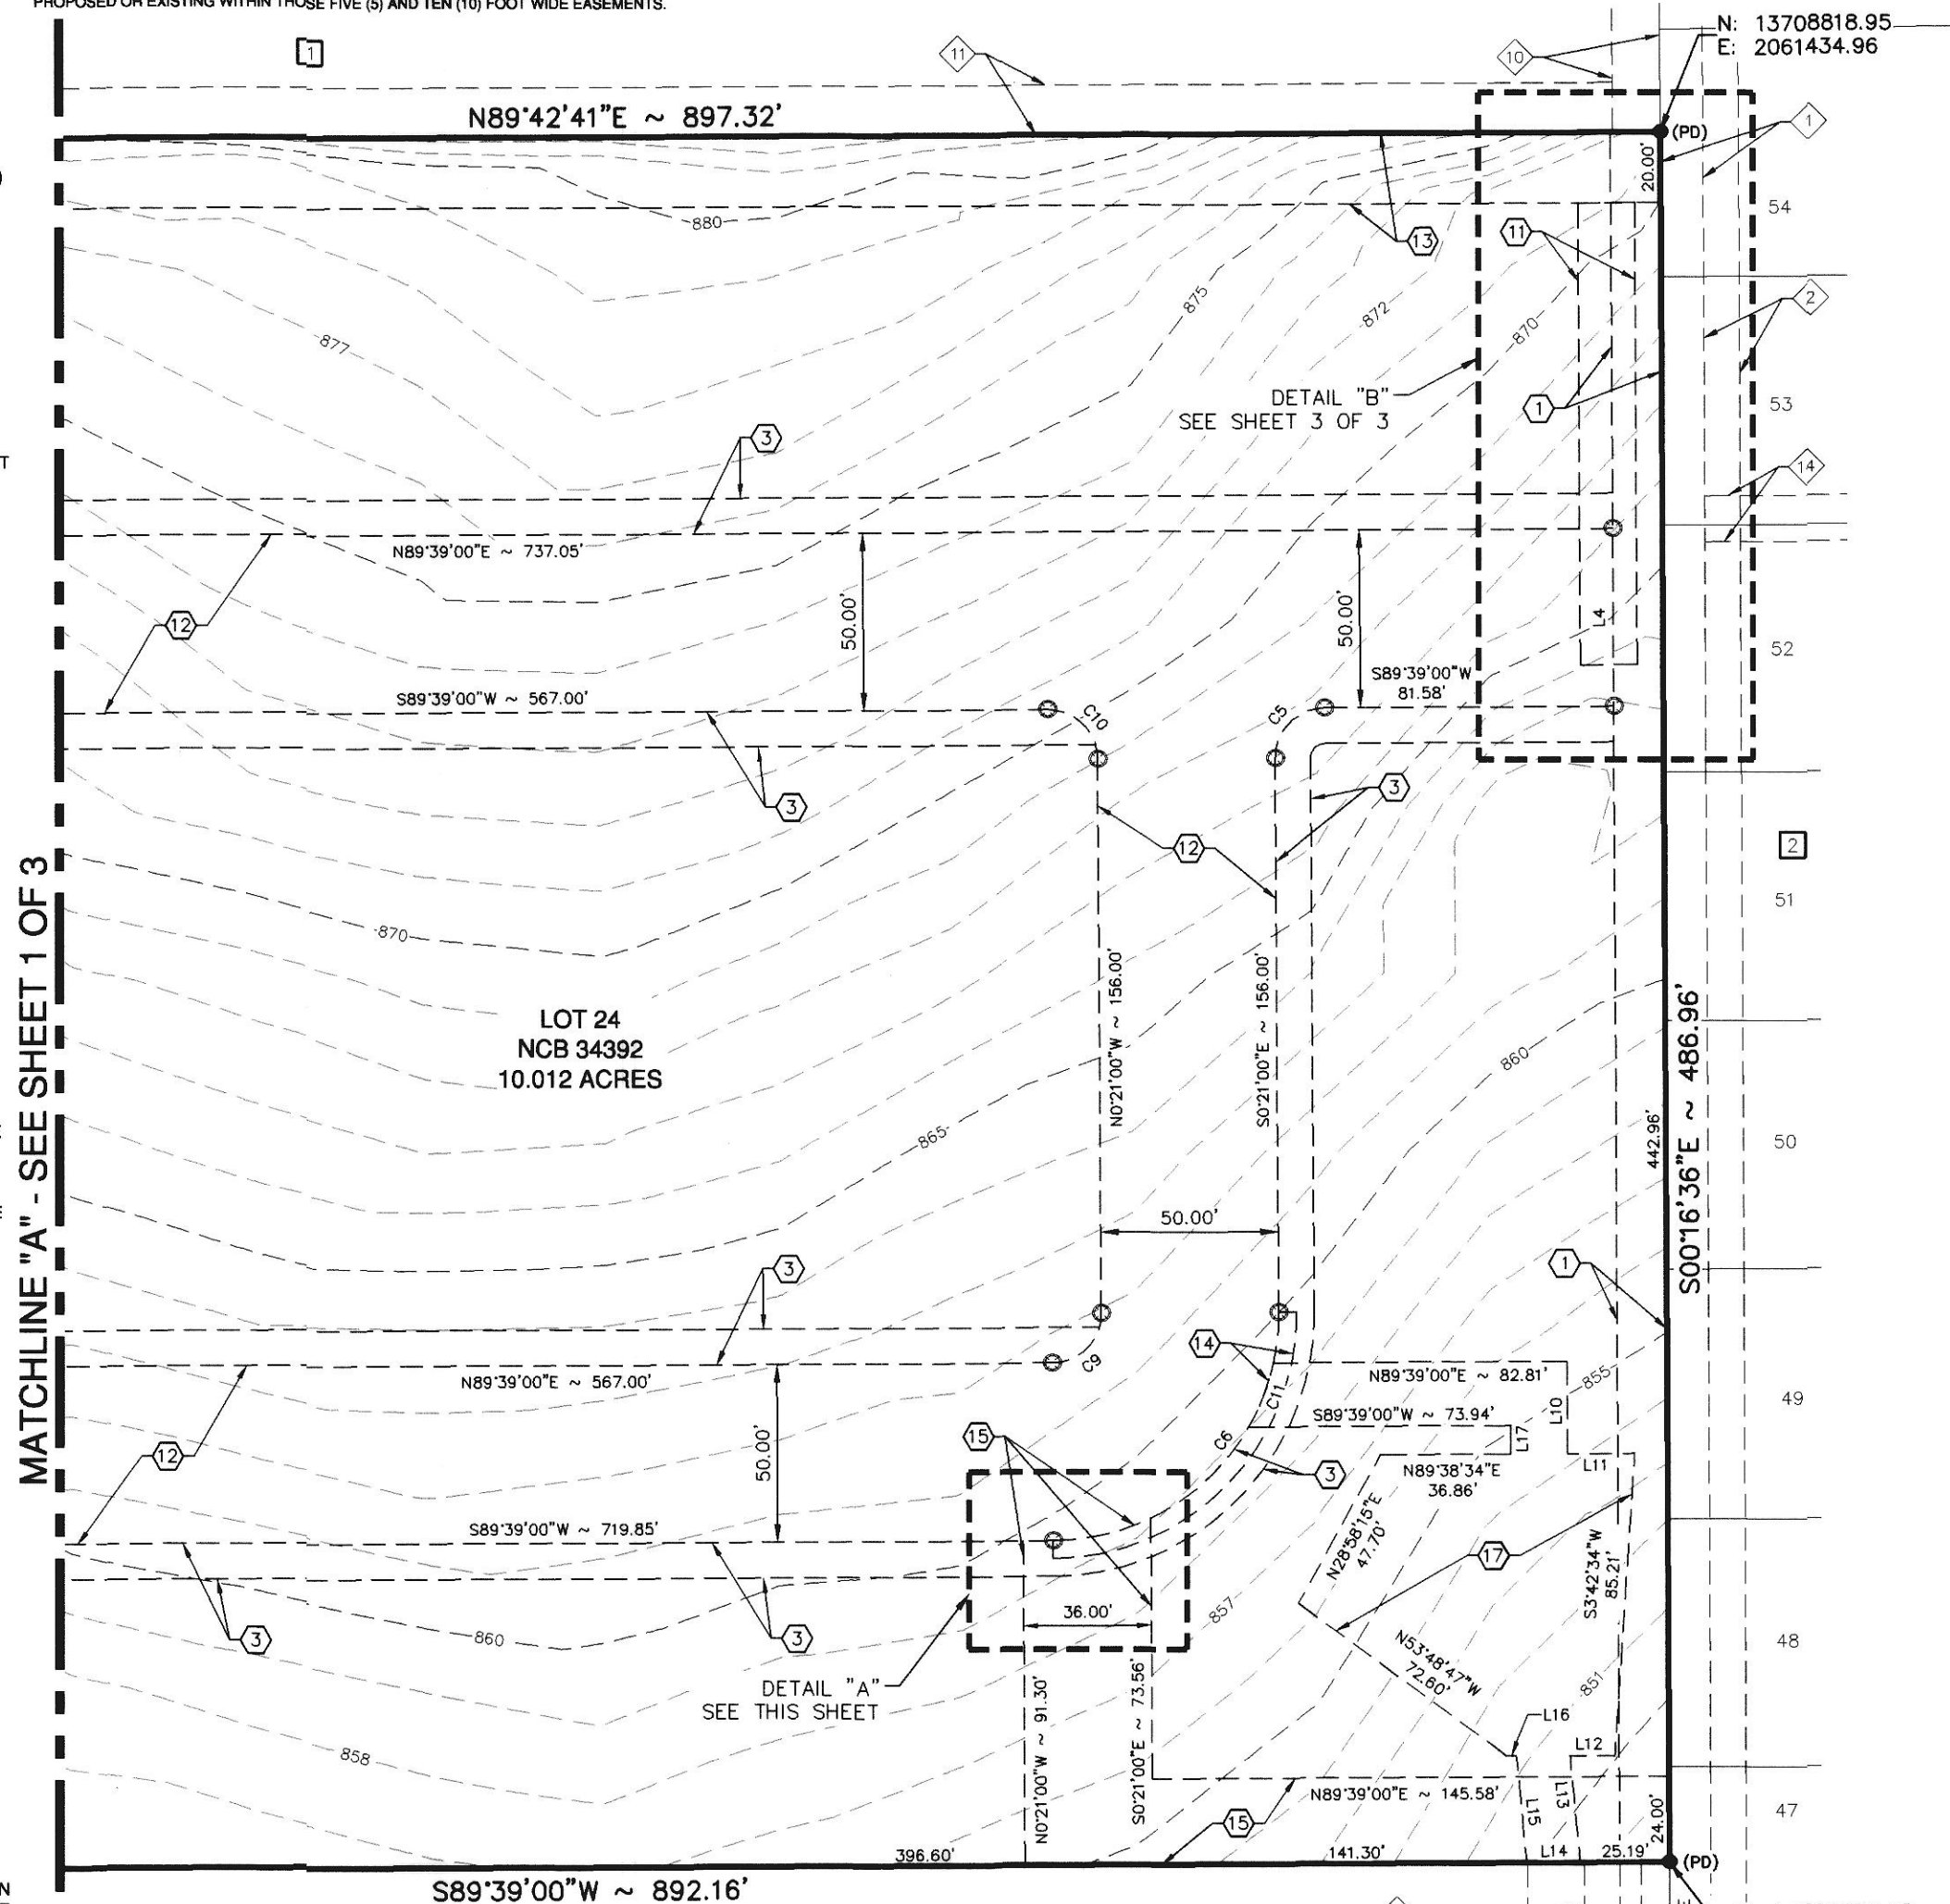 PROPOSED OR EXISTING WITHIN THOSE FIVE (5) AND TEN (10) FOOT WIDE EASEMENTS.
1
11
10
N: 13708818.95
E: 2061434.96
N89°42'41"E ~ 897.32'
(PD)
1
20.00'
880
13
11
54
875
872
870
2
877
DETAIL "B"
SEE SHEET 3 OF 3
1
53
3
14
N89°39'00"E ~ 737.05'
12
50.00'
50.00'
L4
52
S89°39'00"W ~ 567.00'
S89°39'00"W
81.58'
C10
C5
3
3
12
2
51
870
MATCHLINE "A" - SEE SHEET 1 OF 3
LOT 24
NCB 34392
10.012 ACRES
N0°21'00"W ~ 156.00'
S0°21'00"E ~ 156.00'
860
S00°16'36"E ~ 486.96'
442.96'
865
50
50.00'
3
1
14
C9
N89°39'00"E ~ 567.00'
N89°39'00"E ~ 82.81'
855
49
C11
L10
S89°39'00"W ~ 73.94'
15
C6
L17
12
50.00'
3
N89°38'34"E
36.86'
L11
S89°39'00"W ~ 719.85'
N28°58'15"E
47.70'
17
S3°42'34"W
85.21'
36.00'
857
3
860
3
48
N53°48'47"W
72.60'
851
DETAIL "A"
SEE THIS SHEET
N0°21'00"W ~ 91.30'
S0°21'00"E ~ 73.56'
L16
L12
858
N89°39'00"E ~ 145.58'
L15
L13
24.00'
47
15
396.60'
141.30'
L14
25.19'
(PD)
S89°39'00"W ~ 892.16'